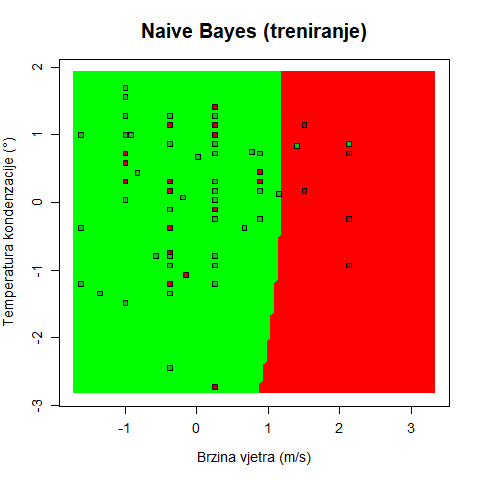 Naive Bayes (treniranje)
Temperatura kondenzacije (°)
2
1
0
-1
-2
-3
-1 0 1 2 3
Brzina vjetra (m/s)